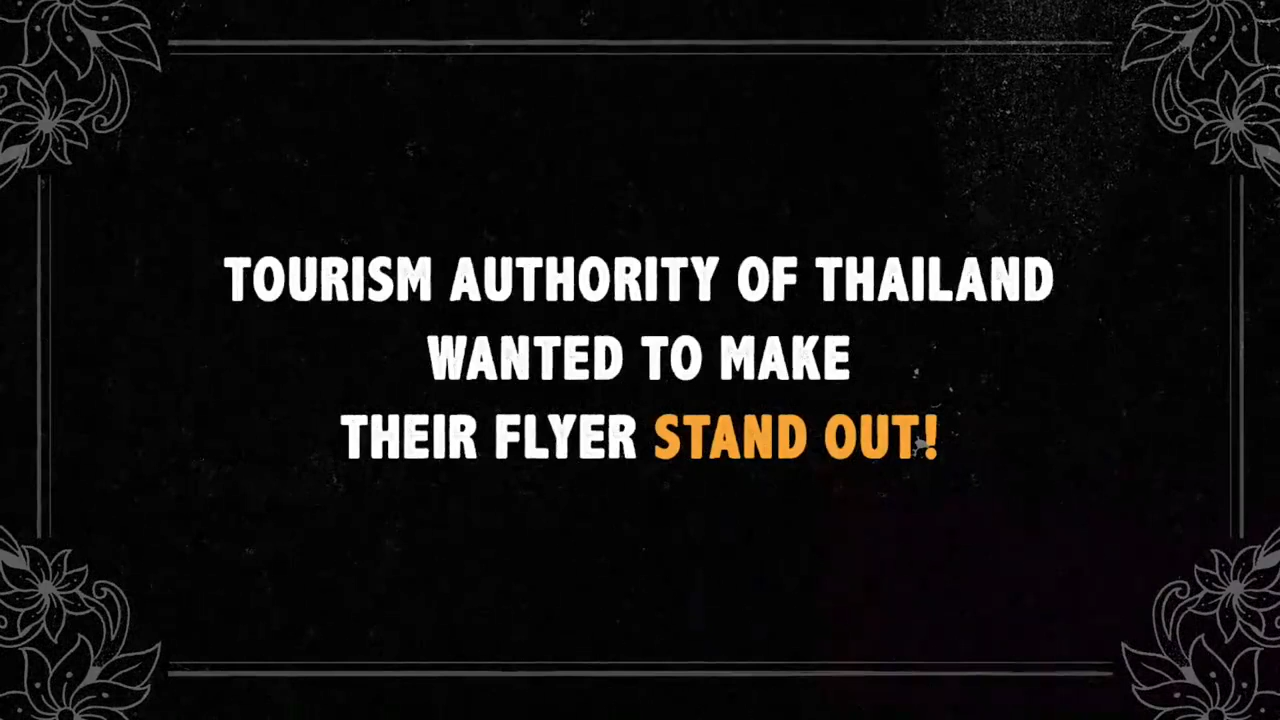 TOURISM AUTHORITY OF THAILAND
WANTED TO MAKE
THEIR FLYER STAND OUT!